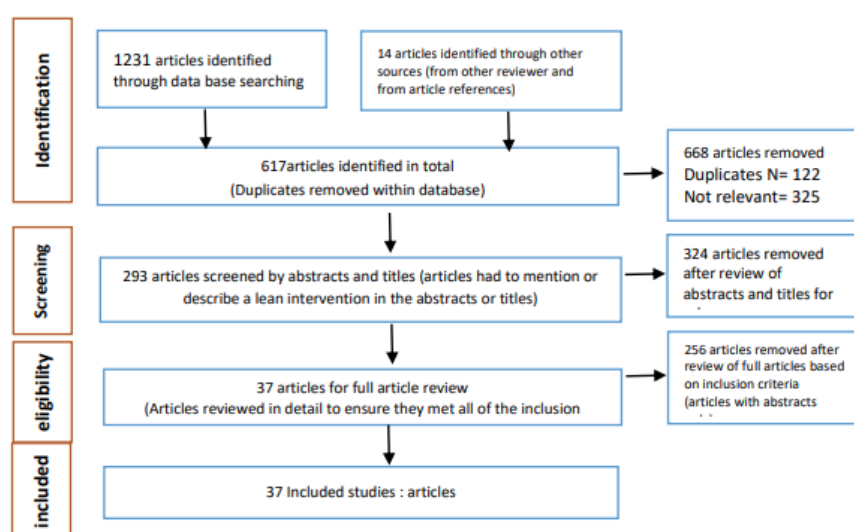 Identification
1231 articles identified
through data base searching
14 articles identified through other
sources (from other reviewer and
from article references)
617articles identified in total
(Duplicates removed within database)
668 articles removed
Duplicates N= 122
Not relevant= 325
Screening
293 articles screened by abstracts and titles (articles had to mention or
describe a lean intervention in the abstracts or titles)
324 articles removed
after review of
abstracts and titles for
eligibility
37 articles for full article review
(Articles reviewed in detail to ensure they met all of the inclusion
256 articles removed after
review of full articles based
on inclusion criteria
(articles with abstracts
included
37 Included studies : articles